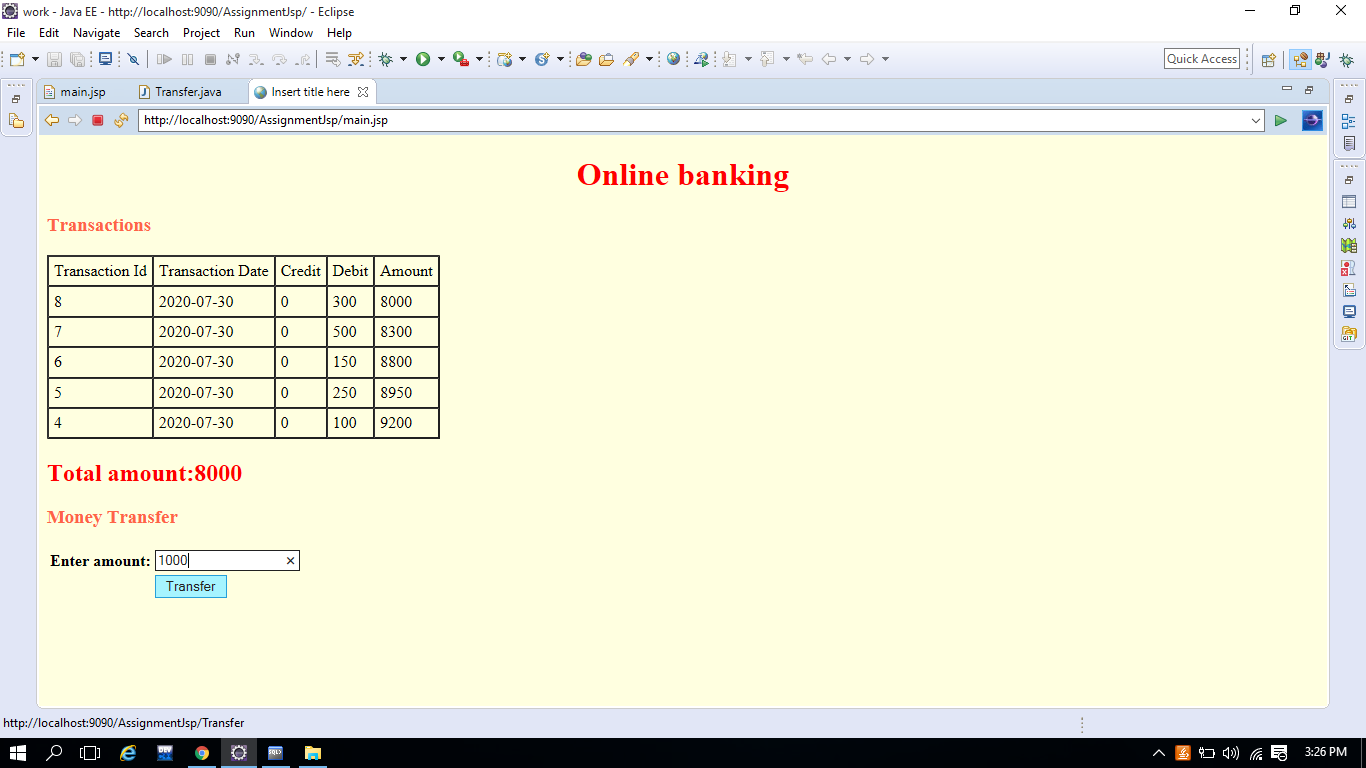 work - Java EE - http://localhost:9090/AssignmentJsp/ - Eclipse
File Edit Navigate Search Project Run Window Help
Quick Access
main.jsp Transfer.java Insert title here
http://localhost:9090/AssignmentJsp/main.jsp
Online banking
Transactions
Transaction Id Transaction Date Credit Debit Amount
8 2020-07-30 0 300 8000
7 2020-07-30 0 500 8300
6 2020-07-30 0 150 8800
5 2020-07-30 0 250 8950
4 2020-07-30 0 100 9200
Total amount:8000
Money Transfer
Enter amount: 1000
Transfer
http://localhost:9090/AssignmentJsp/Transfer
3:26 PM